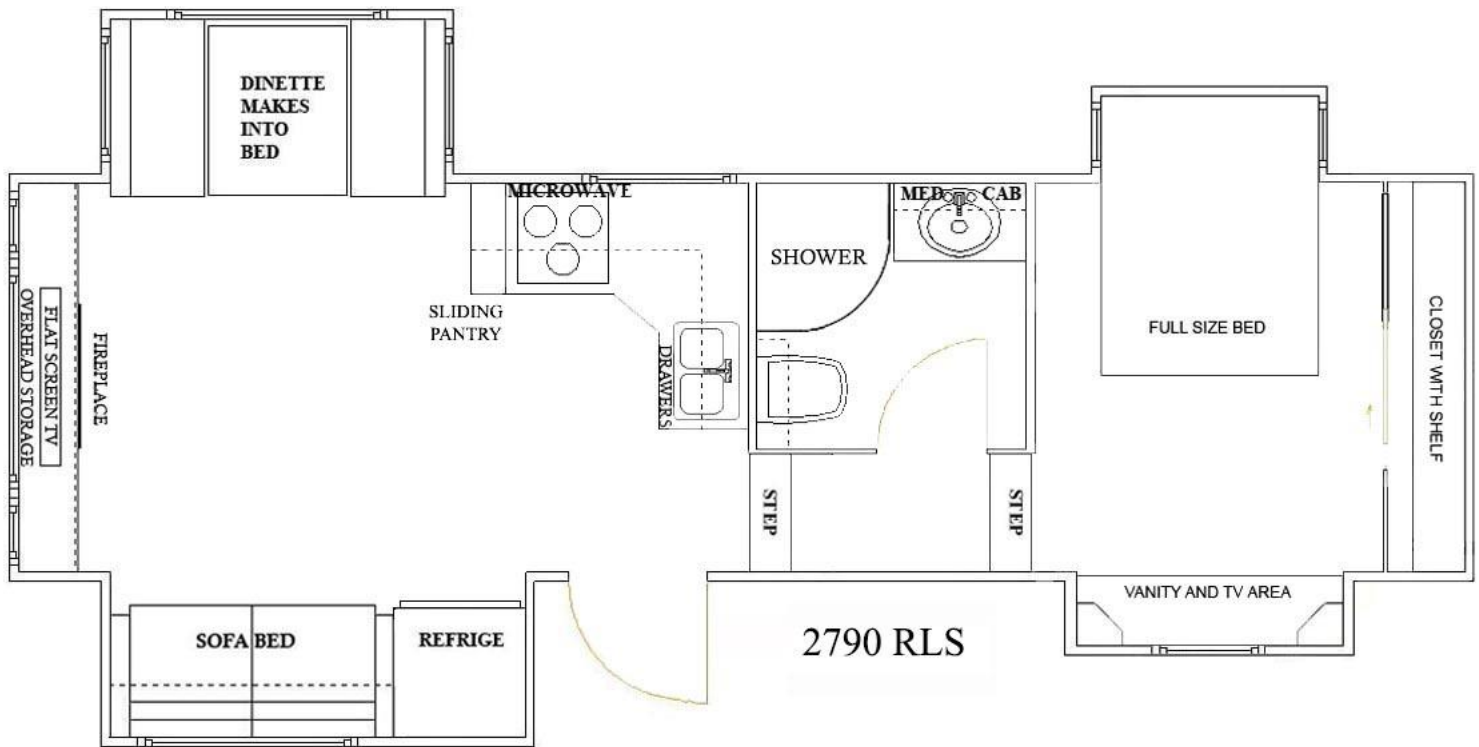 DINETTE
MAKES
INTO
BED
MICROWAVE
MED CAB
SHOWER
SLIDING
PANTRY
DRAWERS
FLAT SCREEN TV
OVERHEAD STORAGE
FIREPLACE
FULL SIZE BED
CLOSET WITH SHELF
STEP
STEP
SOFA BED
REFRIGE
VANITY AND TV AREA
2790 RLS